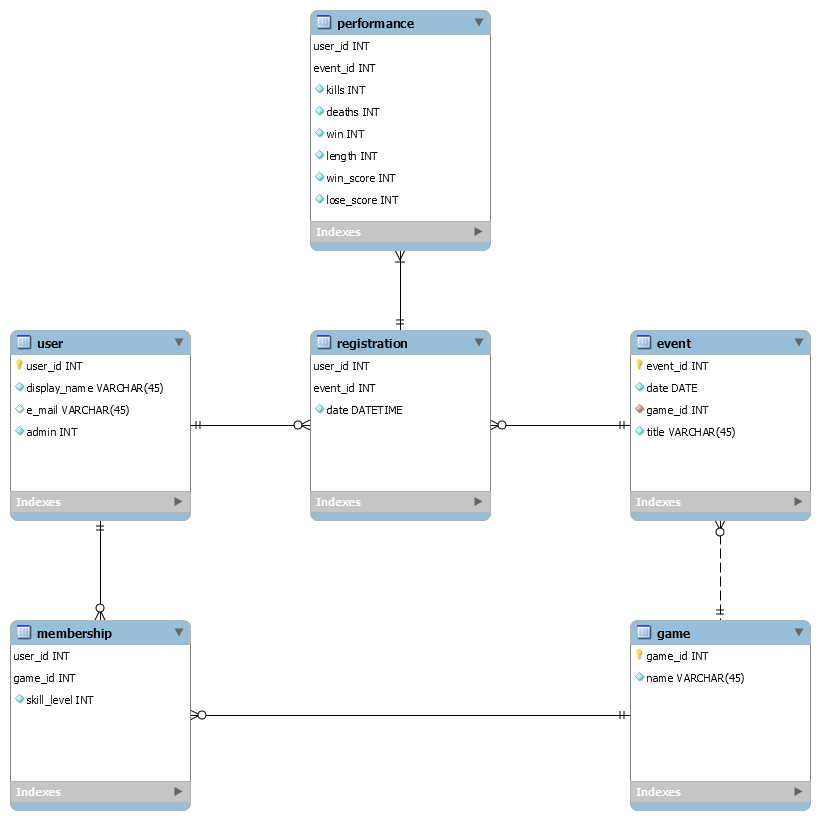 performance
user_id INT
event_id INT
kills INT
deaths INT
win INT
length INT
win_score INT
lose_score INT
Indexes
user
user_id INT
display_name VARCHAR(45)
e_mail VARCHAR(45)
admin INT
Indexes
registration
user_id INT
event_id INT
date DATETIME
Indexes
event
event_id INT
date DATE
game_id INT
title VARCHAR(45)
Indexes
membership
user_id INT
game_id INT
skill_level INT
Indexes
game
game_id INT
name VARCHAR(45)
Indexes